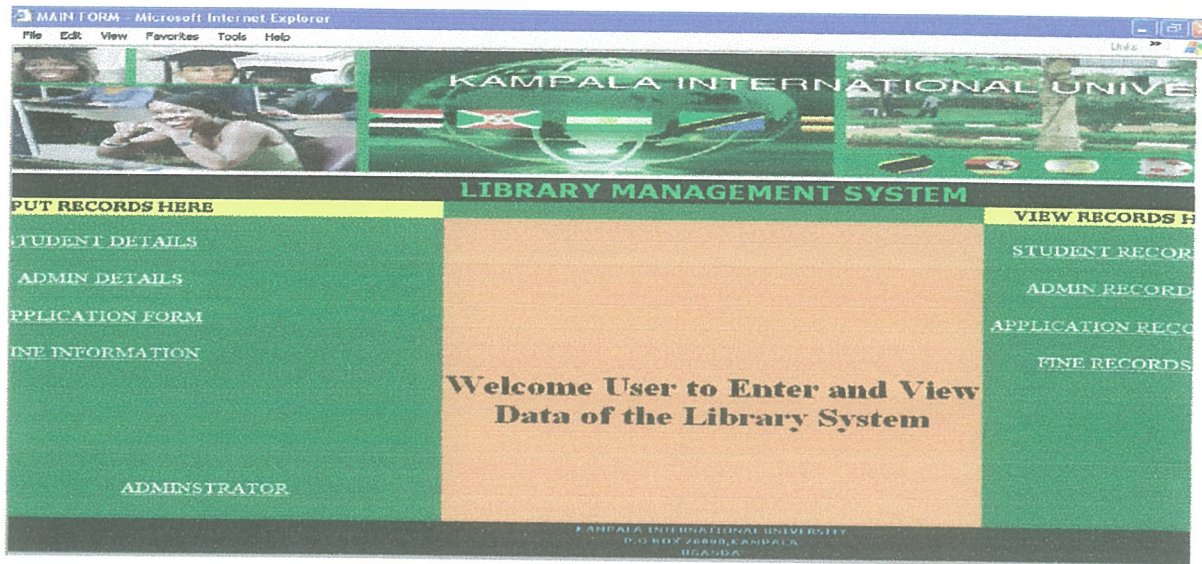 MAIN FORM - Microsoft Internet Explorer
File Edit View Favorites Tools Help
Links »
KAMPALA INTERNATIONAL UNIVE
LIBRARY MANAGEMENT SYSTEM
PUT RECORDS HERE
TUDENT DETAILS
ADMIN DETAILS
PPLICATION FORM
INE INFORMATION
ADMINSTRATOR
Welcome User to Enter and View
Data of the Library System
VIEW RECORDS H
STUDENT RECOR
ADMIN RECORD
APPLICATION RECO
FINE RECORDS
KAMPALA INTERNATIONAL UNIVERSITY
P.O BOX 20000,KAMPALA
UGANDA